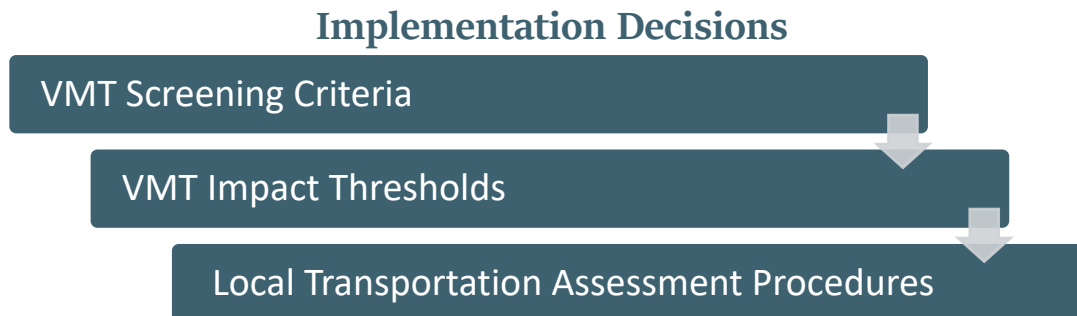 Implementation Decisions
VMT Screening Criteria
VMT Impact Thresholds
Local Transportation Assessment Procedures